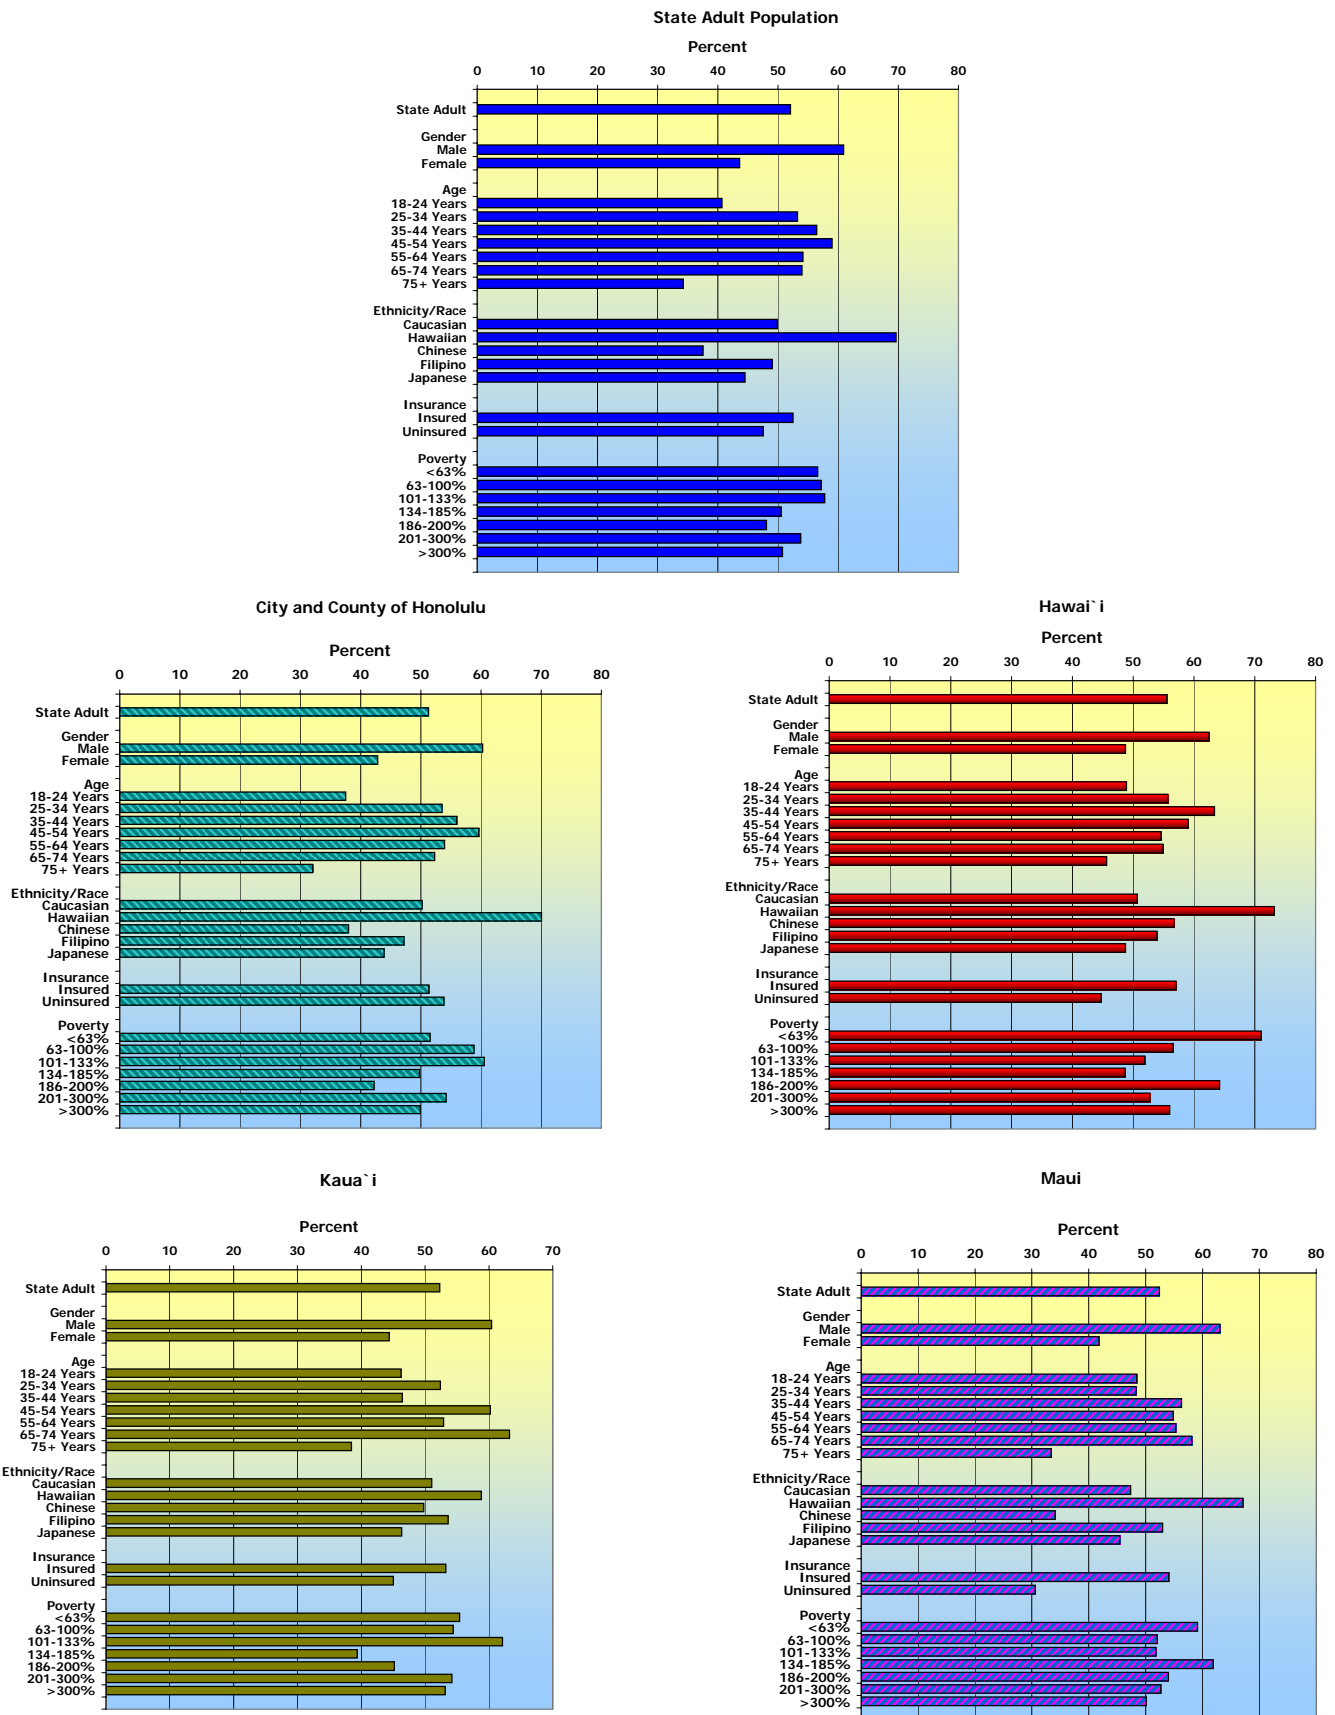 State Adult Population
Percent
0 10 20 30 40 50 60 70 80
State Adult
Gender
Male
Female
Age
18-24 Years
25-34 Years
35-44 Years
45-54 Years
55-64 Years
65-74 Years
75+ Years
Ethnicity/Race
Caucasian
Hawaiian
Chinese
Filipino
Japanese
Insurance
Insured
Uninsured
Poverty
<63%
63-100%
101-133%
134-185%
186-200%
201-300%
>300%
City and County of Honolulu
Percent
0 10 20 30 40 50 60 70 80
State Adult
Gender
Male
Female
Age
18-24 Years
25-34 Years
35-44 Years
45-54 Years
55-64 Years
65-74 Years
75+ Years
Ethnicity/Race
Caucasian
Hawaiian
Chinese
Filipino
Japanese
Insurance
Insured
Uninsured
Poverty
<63%
63-100%
101-133%
134-185%
186-200%
201-300%
>300%
Hawai`i
Percent
0 10 20 30 40 50 60 70 80
State Adult
Gender
Male
Female
Age
18-24 Years
25-34 Years
35-44 Years
45-54 Years
55-64 Years
65-74 Years
75+ Years
Ethnicity/Race
Caucasian
Hawaiian
Chinese
Filipino
Japanese
Insurance
Insured
Uninsured
Poverty
<63%
63-100%
101-133%
134-185%
186-200%
201-300%
>300%
Kaua`i
Percent
0 10 20 30 40 50 60 70
State Adult
Gender
Male
Female
Age
18-24 Years
25-34 Years
35-44 Years
45-54 Years
55-64 Years
65-74 Years
75+ Years
Ethnicity/Race
Caucasian
Hawaiian
Chinese
Filipino
Japanese
Insurance
Insured
Uninsured
Poverty
<63%
63-100%
101-133%
134-185%
186-200%
201-300%
>300%
Maui
Percent
0 10 20 30 40 50 60 70 80
State Adult
Gender
Male
Female
Age
18-24 Years
25-34 Years
35-44 Years
45-54 Years
55-64 Years
65-74 Years
75+ Years
Ethnicity/Race
Caucasian
Hawaiian
Chinese
Filipino
Japanese
Insurance
Insured
Uninsured
Poverty
<63%
63-100%
101-133%
134-185%
186-200%
201-300%
>300%